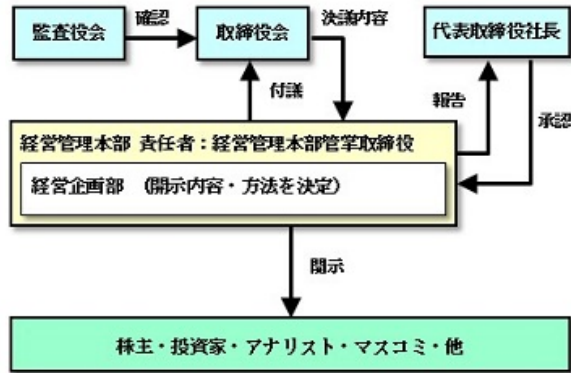 監査役会
確認
取締役会
決議内容
代表取締役社長
付議
報告
承認
経営管理本部 責任者：経営管理本部管掌取締役
経営企画部 (開示内容・方法を決定)
開示
株主・投資家・アナリスト・マスコミ・他